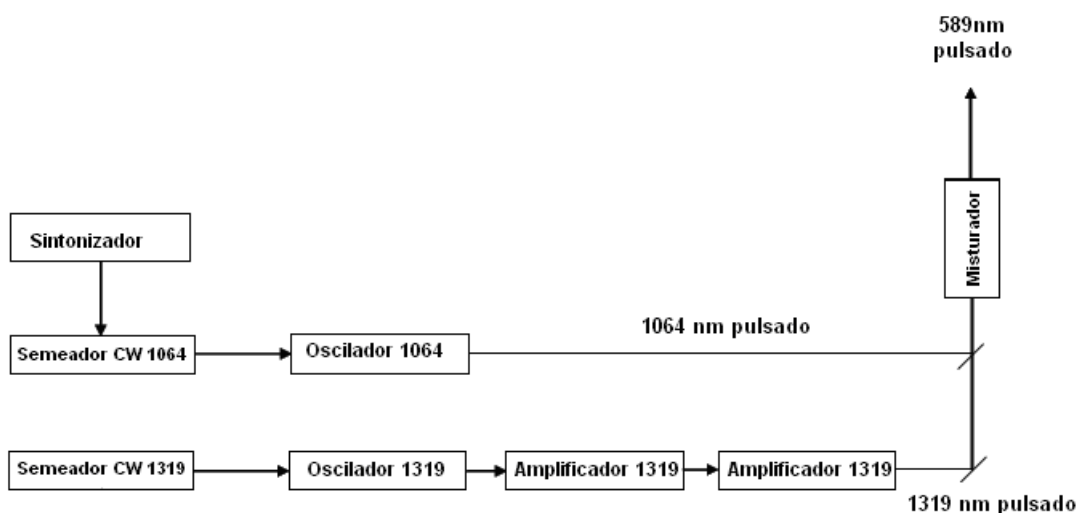 589nm
pulsado
Misturador
Sintonizador
1064 nm pulsado
Semeador CW 1064
Oscilador 1064
Semeador CW 1319
Oscilador 1319
Amplificador 1319
Amplificador 1319
1319 nm pulsado